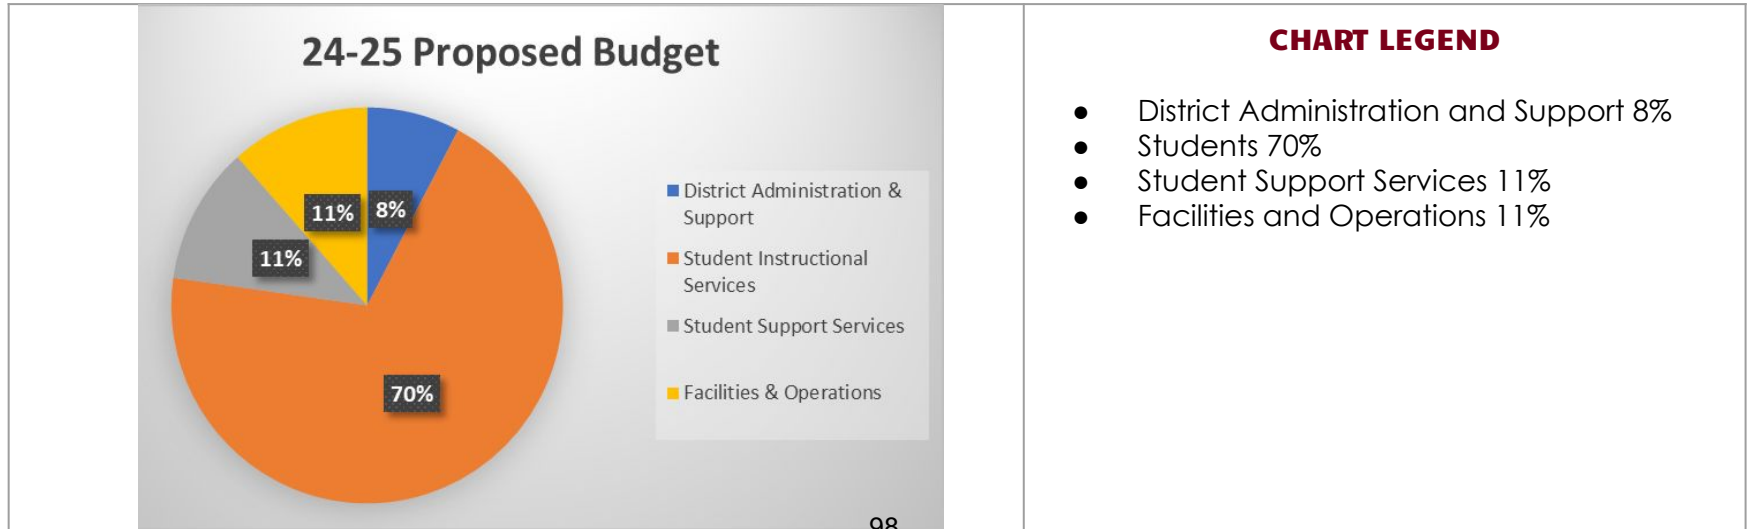 24-25 Proposed Budget
11%
8%
11%
70%
District Administration &
Support
Student Instructional
Services
Student Support Services
Facilities & Operations
98
CHART LEGEND
● District Administration and Support 8%
● Students 70%
● Student Support Services 11%
● Facilities and Operations 11%